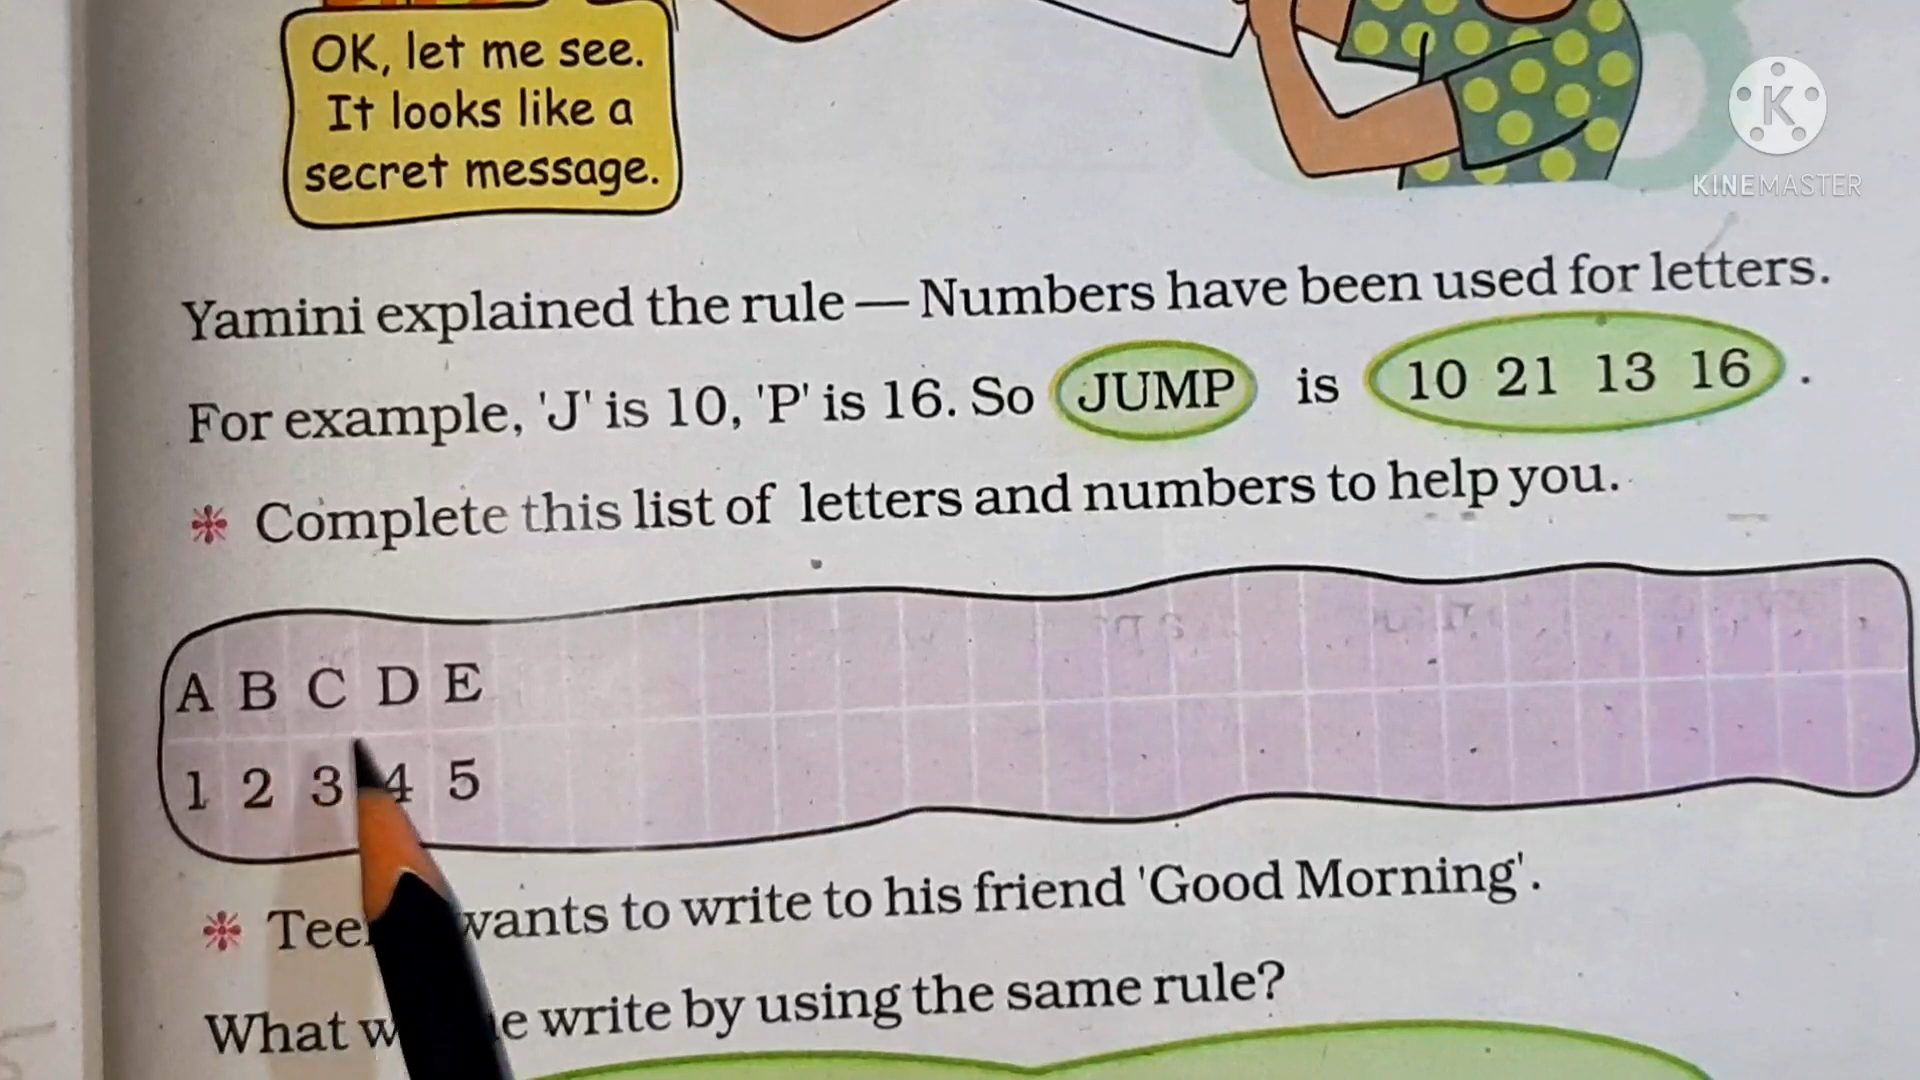 OK, let me see.
It looks like a
secret message.
KINEMASTER
Yamini explained the rule — Numbers have been used for letters.
For example, 'J' is 10, 'P' is 16. So JUMP is 10 21 13 16 .
Complete this list of letters and numbers to help you.
A B C D E
1 2 3 4 5
wants to write to his friend 'Good Morning'.
What write by using the same rule?